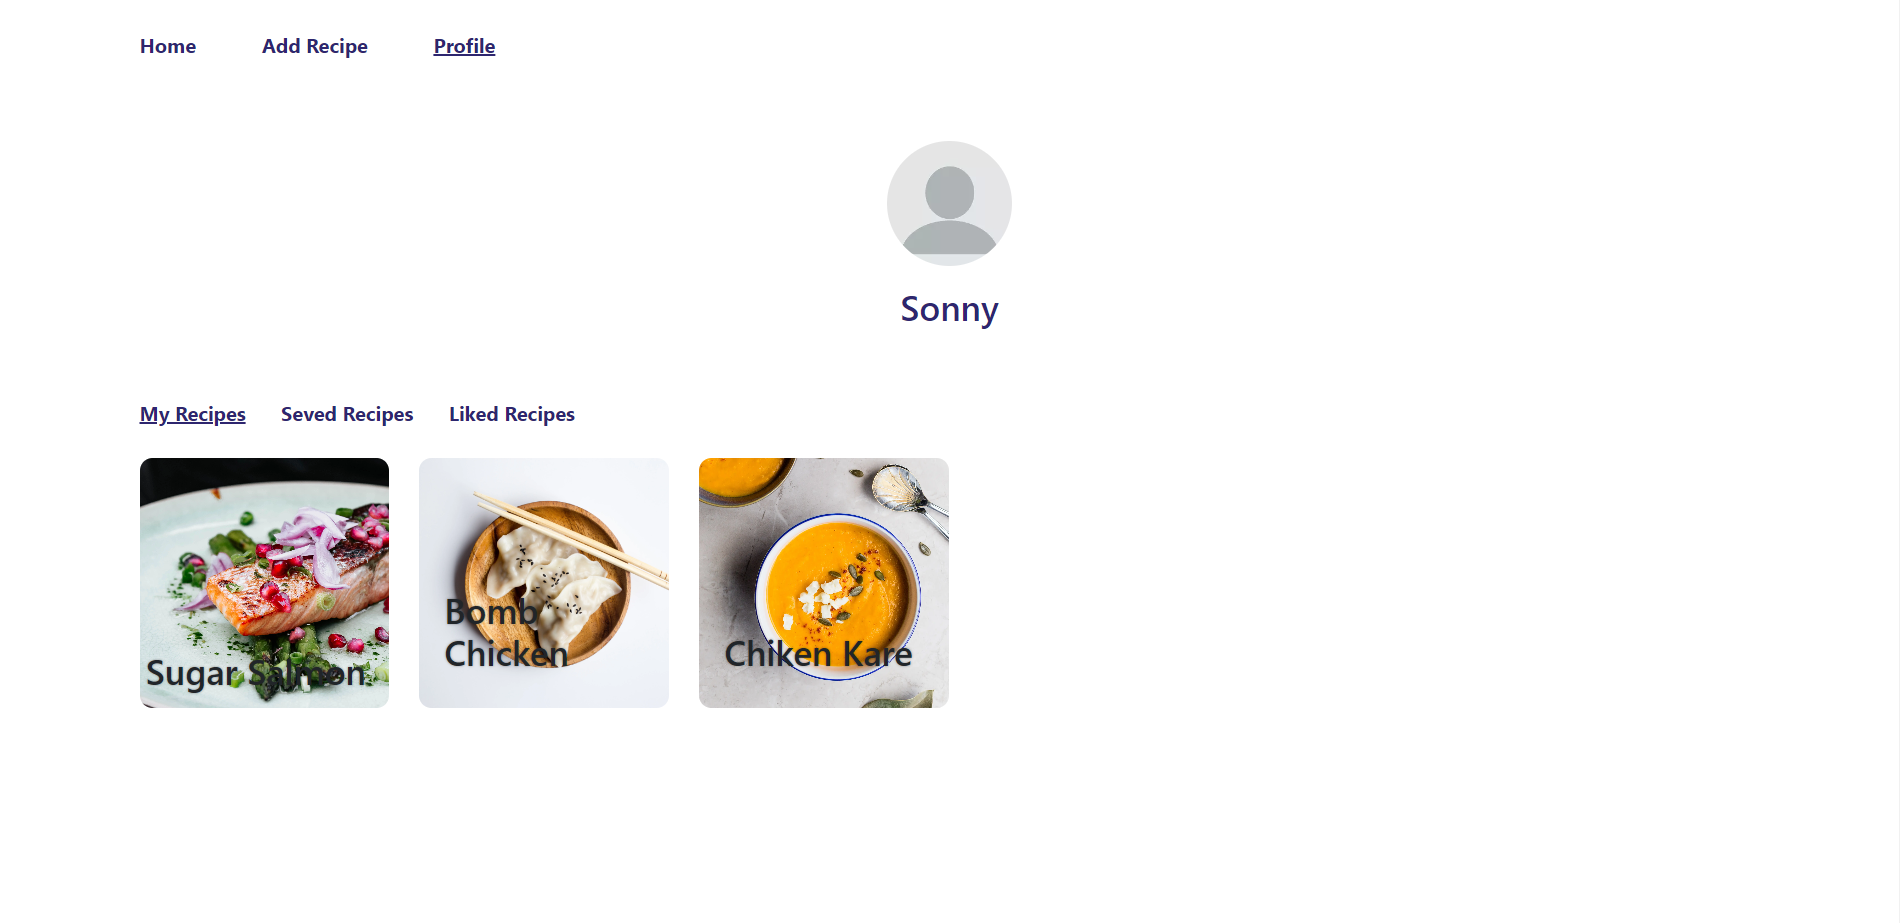 Home Add Recipe Profile
Sonny
My Recipes Seved Recipes Liked Recipes
Sugar Salmon
Bomb
Chicken
Chiken Kare